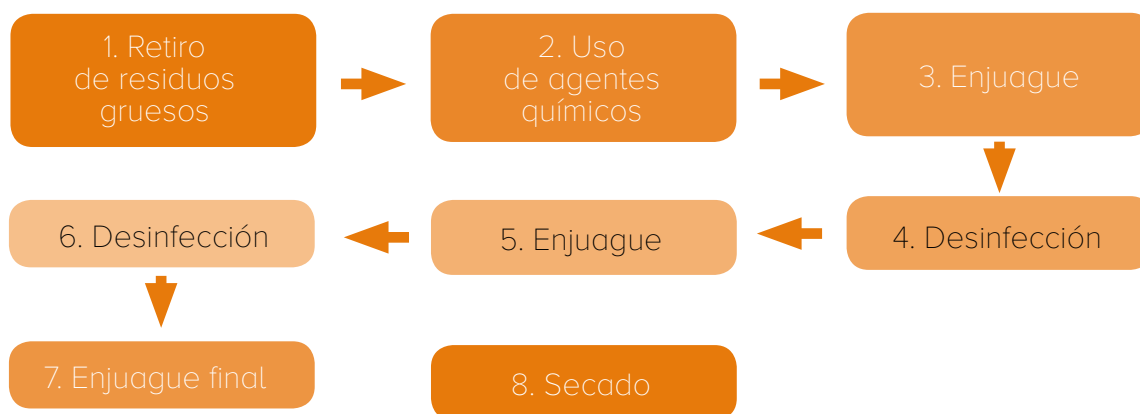 1. Retiro
de residuos
gruesos
2. Uso
de agentes
químicos
3. Enjuague
4. Desinfección
5. Enjuague
6. Desinfección
7. Enjuague final
8. Secado